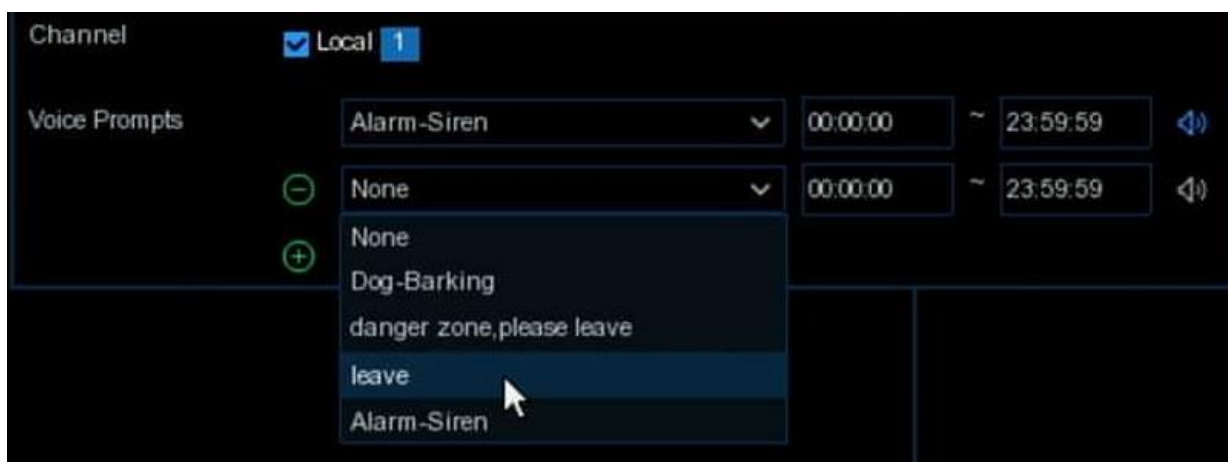 Channel Local 1
Voice Prompts Alarm-Siren 00:00:00 ~ 23:59:59
None 00:00:00 ~ 23:59:59
None
Dog-Barking
danger zone,please leave
leave
Alarm-Siren